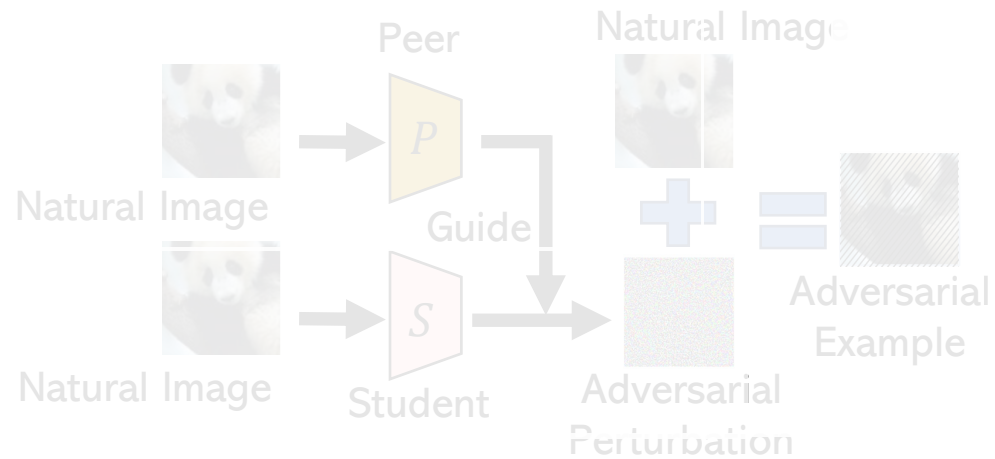 Peer
Natural Image
P
Natural Image
Guide
S
Adversarial
Example
Natural Image
Student
Adversarial
Perturbation